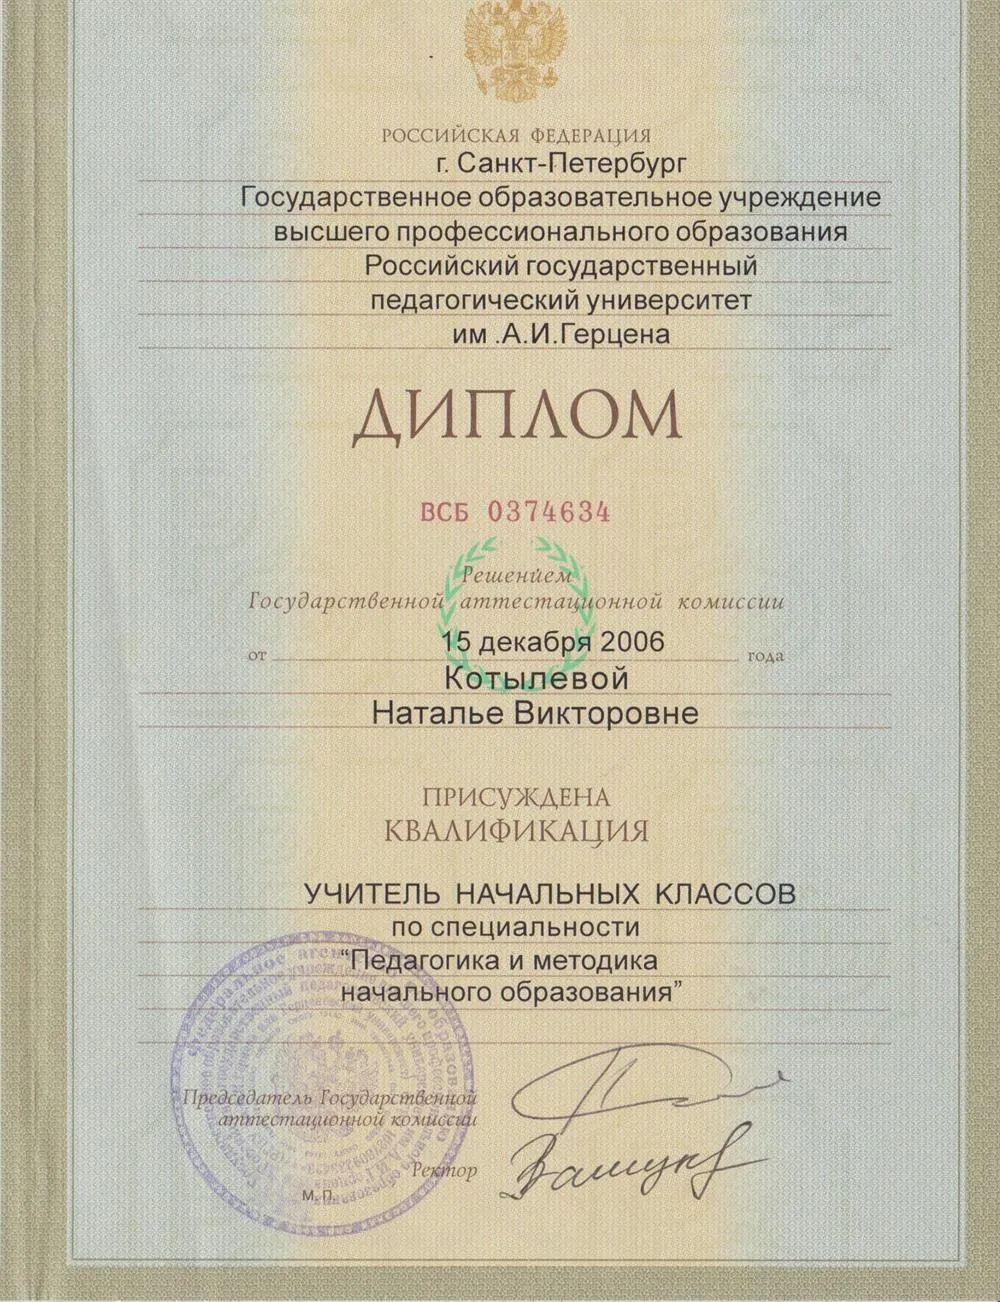 РОССИЙСКАЯ ФЕДЕРАЦИЯ
г. Санкт-Петербург
Государственное образовательное учреждение
высшего профессионального образования
Российский государственный
педагогический университет
им .А.И.Герцена
ДИПЛОМ
ВСБ 0374634
Решением
Государственной аттестационной комиссии
от 15 декабря 2006 года
Котылевой
Наталье Викторовне
ПРИСУЖДЕНА
КВАЛИФИКАЦИЯ
УЧИТЕЛЬ НАЧАЛЬНЫХ КЛАССОВ
по специальности
“Педагогика и методика
начального образования”
Председатель Государственной
аттестационной комиссии
Ректор
М. П.